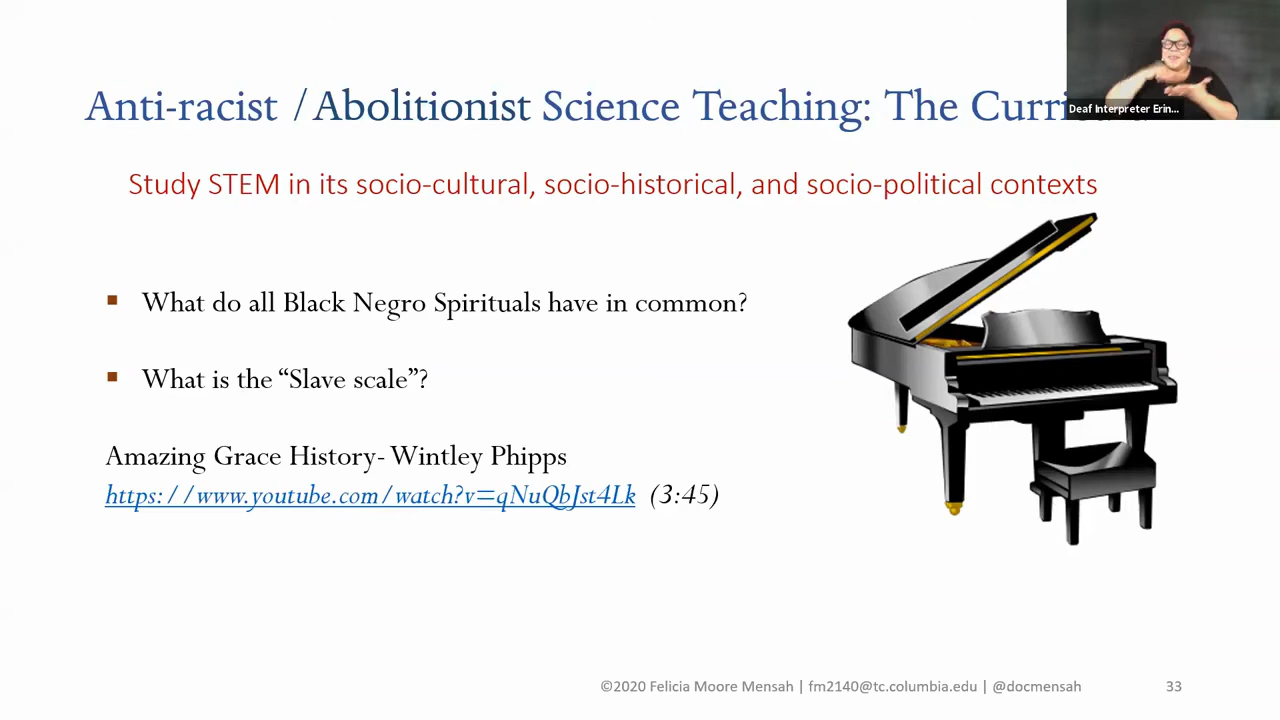 Anti-racist / Abolitionist Science Teaching: The
Deaf Interpreter Erin...
Study STEM in its socio-cultural, socio-historical, and socio-political contexts
▪ What do all Black Negro Spirituals have in common?
▪ What is the “Slave scale”?
Amazing Grace History- Wintley Phipps
https://www.youtube.com/watch?v=qNuQbJst4Lk (3:45)
©2020 Felicia Moore Mensah | fm2140@tc.columbia.edu | @docmensah
33